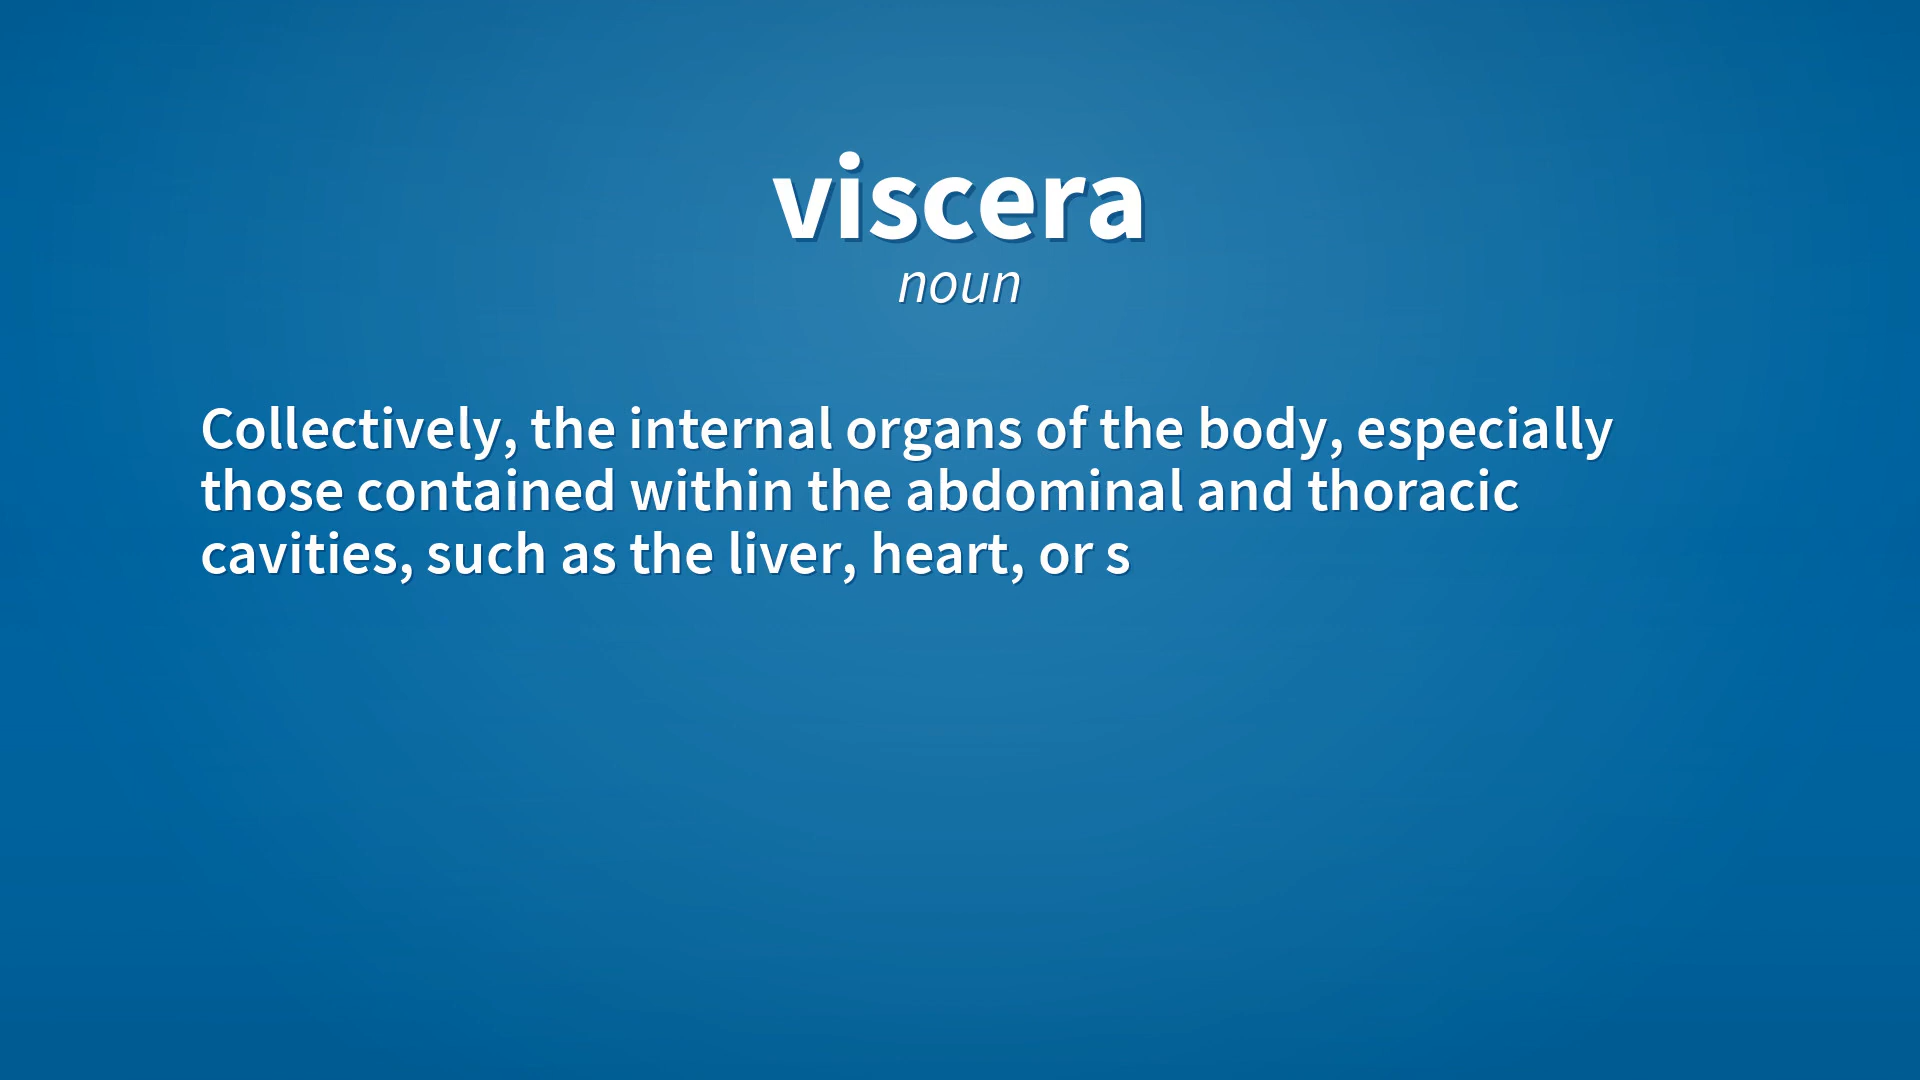 viscera
noun
Collectively, the internal organs of the body, especially
those contained within the abdominal and thoracic
cavities, such as the liver, heart, or s